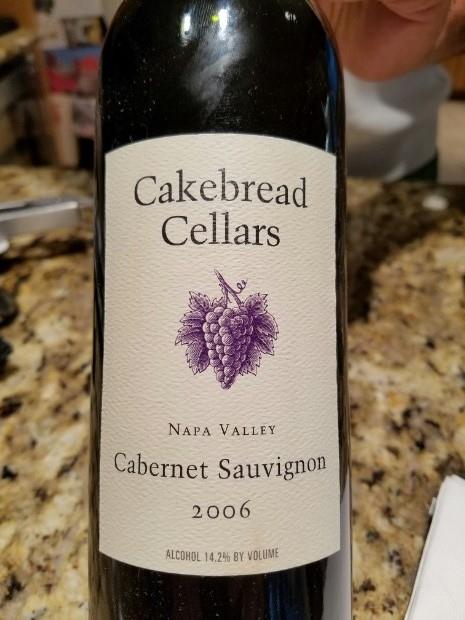 Cakebread
Cellars
Napa Valley
Cabernet Sauvignon
2006
ALCOHOL 14.2% BY VOLUME